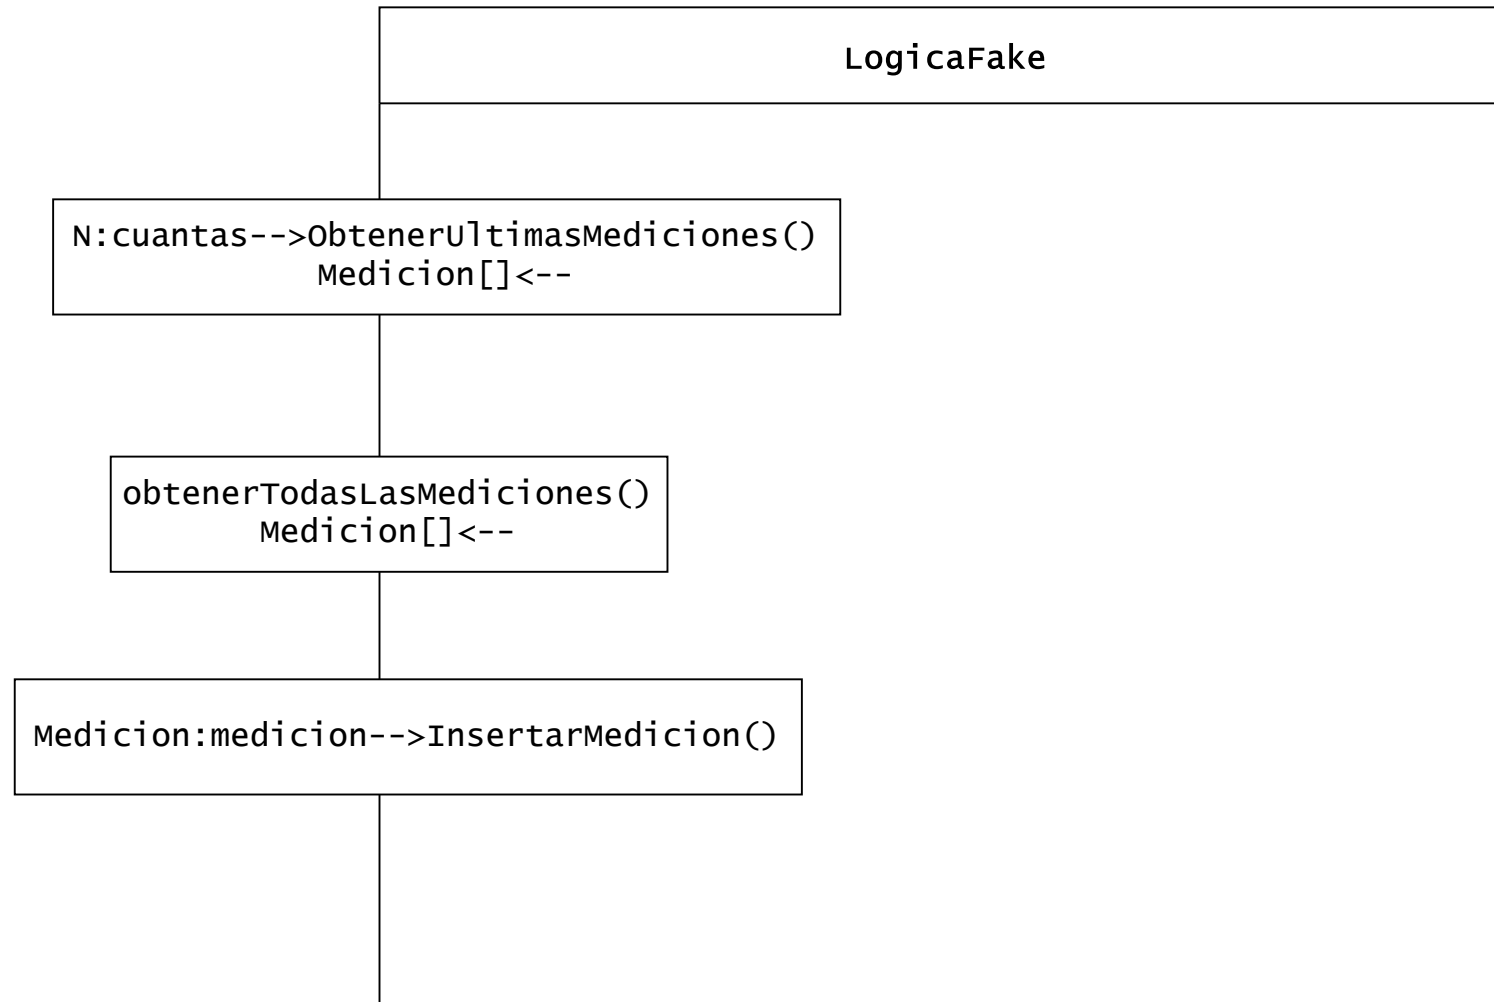 LogicaFake
N:cuantas-->ObtenerUltimasMediciones()
Medicion[]<--
obtenerTodasLasMediciones()
Medicion[]<--
Medicion:medicion-->InsertarMedicion()